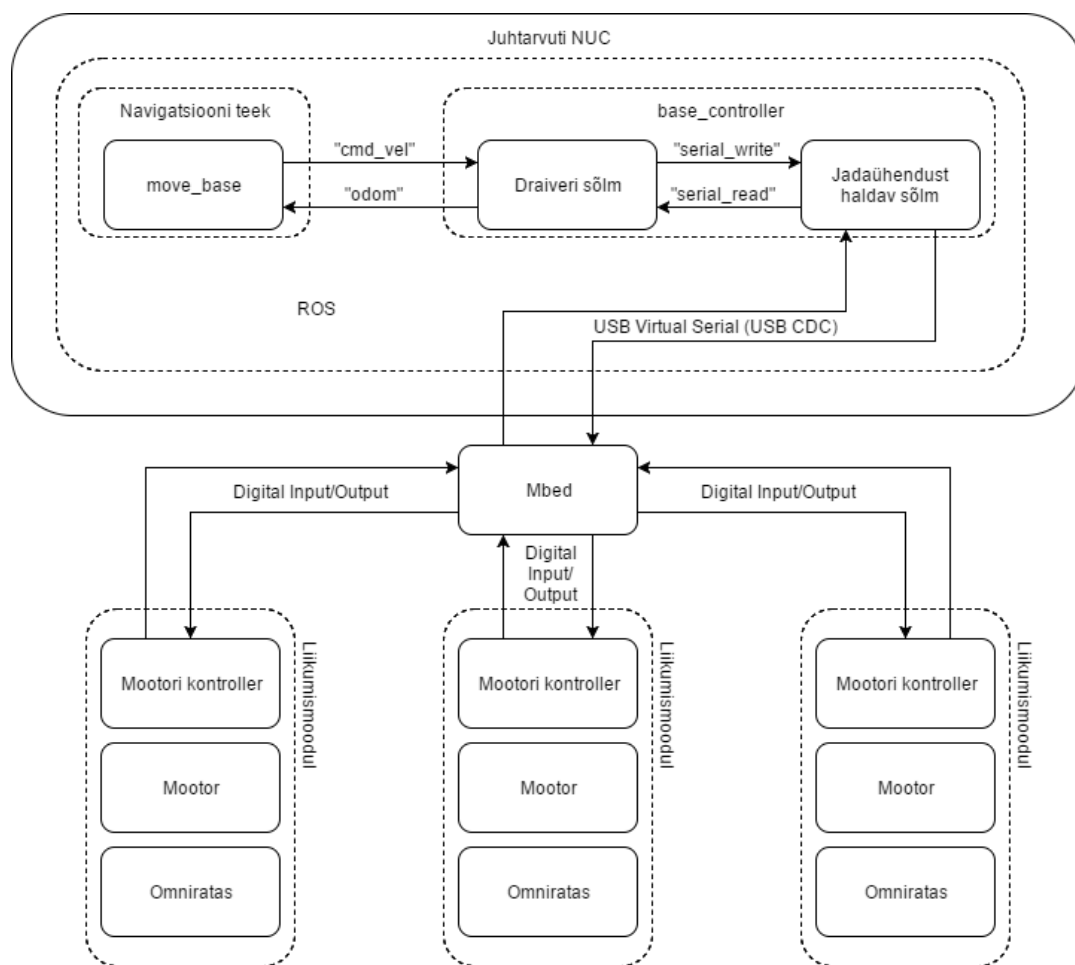 Juhtarvuti NUC
Navigatsiooni teek
base_controller
"cmd_vel"
"serial_write"
move_base
Draiveri sõlm
Jadaühendust
haldav sõlm
"odom"
"serial_read"
ROS
USB Virtual Serial (USB CDC)
Mbed
Digital Input/Output
Digital Input/Output
Digital
Input/
Output
Mootori kontroller
Mootor
Omniratas
Liikumismoodul
Mootori kontroller
Mootor
Omniratas
Liikumismoodul
Mootori kontroller
Mootor
Omniratas
Liikumismoodul